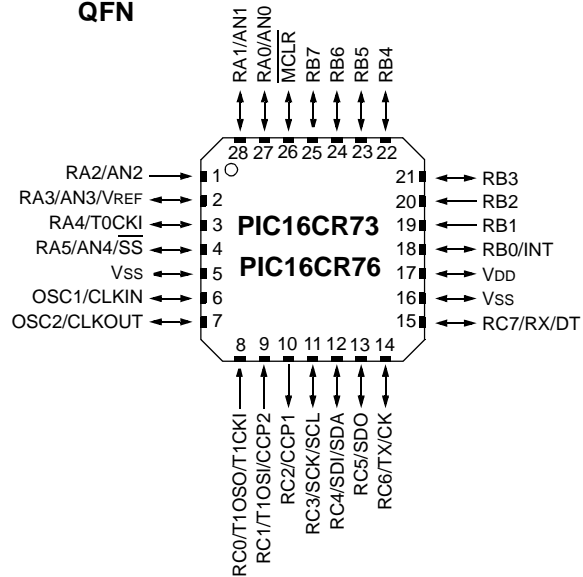 QFN
RA1/AN1
RA0/AN0
MCLR
RB7
RB6
RB5
RB4
28 27 26 25 24 23 22
RA2/AN2 1
RA3/AN3/VREF 2
RA4/T0CKI 3
RA5/AN4/SS 4
VSS 5
OSC1/CLKIN 6
OSC2/CLKOUT 7
PIC16CR73
PIC16CR76
21 RB3
20 RB2
19 RB1
18 RB0/INT
17 VDD
16 VSS
15 RC7/RX/DT
8 9 10 11 12 13 14
RC0/T1OSO/T1CKI
RC1/T1OSI/CCP2
RC2/CCP1
RC3/SCK/SCL
RC4/SDI/SDA
RC5/SDO
RC6/TX/CK